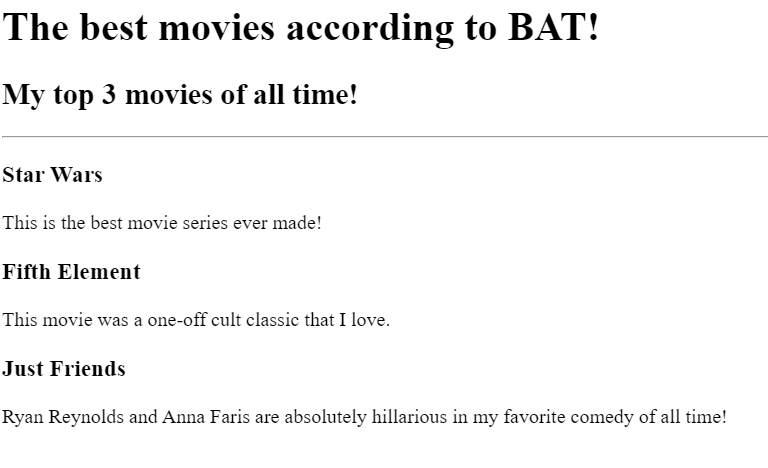 The best movies according to BAT!
My top 3 movies of all time!
Star Wars
This is the best movie series ever made!
Fifth Element
This movie was a one-off cult classic that I love.
Just Friends
Ryan Reynolds and Anna Faris are absolutely hillarious in my favorite comedy of all time!